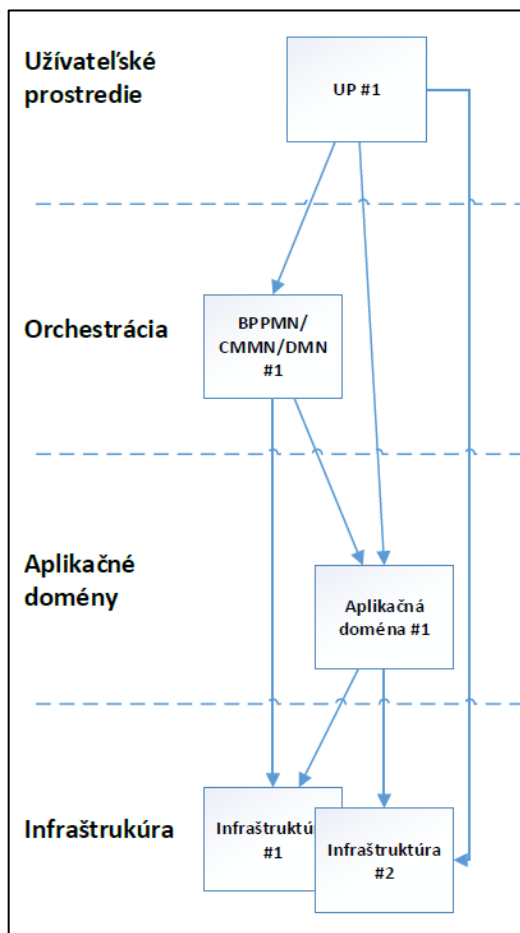 Užívateľské
prostredie
UP #1
Orchestrácia
BPPMN/
CMMN/DMN
#1
Aplikačné
domény
Aplikačná
doména #1
Infraštrukúra
Infraštruktúra
#1
Infraštruktúra
#2